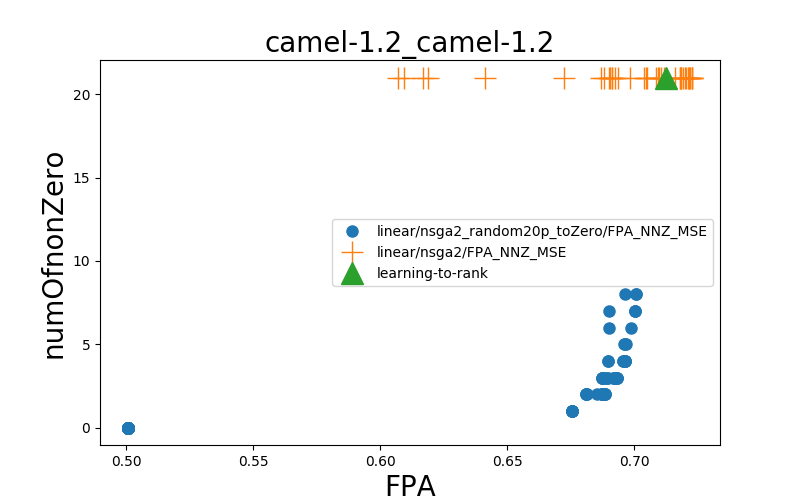 camel-1.2_camel-1.2
numOfnonZero
20
15
10
5
0
linear/nsga2_random20p_toZero/FPA_NNZ_MSE
linear/nsga2/FPA_NNZ_MSE
learning-to-rank
0.50 0.55 0.60 0.65 0.70
FPA